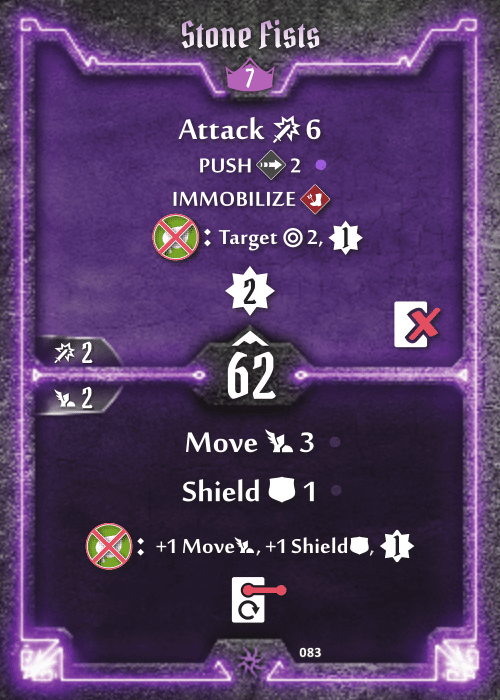 Stone Fists
7
Attack 6
PUSH 2
IMMOBILIZE
: Target 2, 1
2
2
62
2
Move 3
Shield 1
: +1 Move, +1 Shield, 1
083